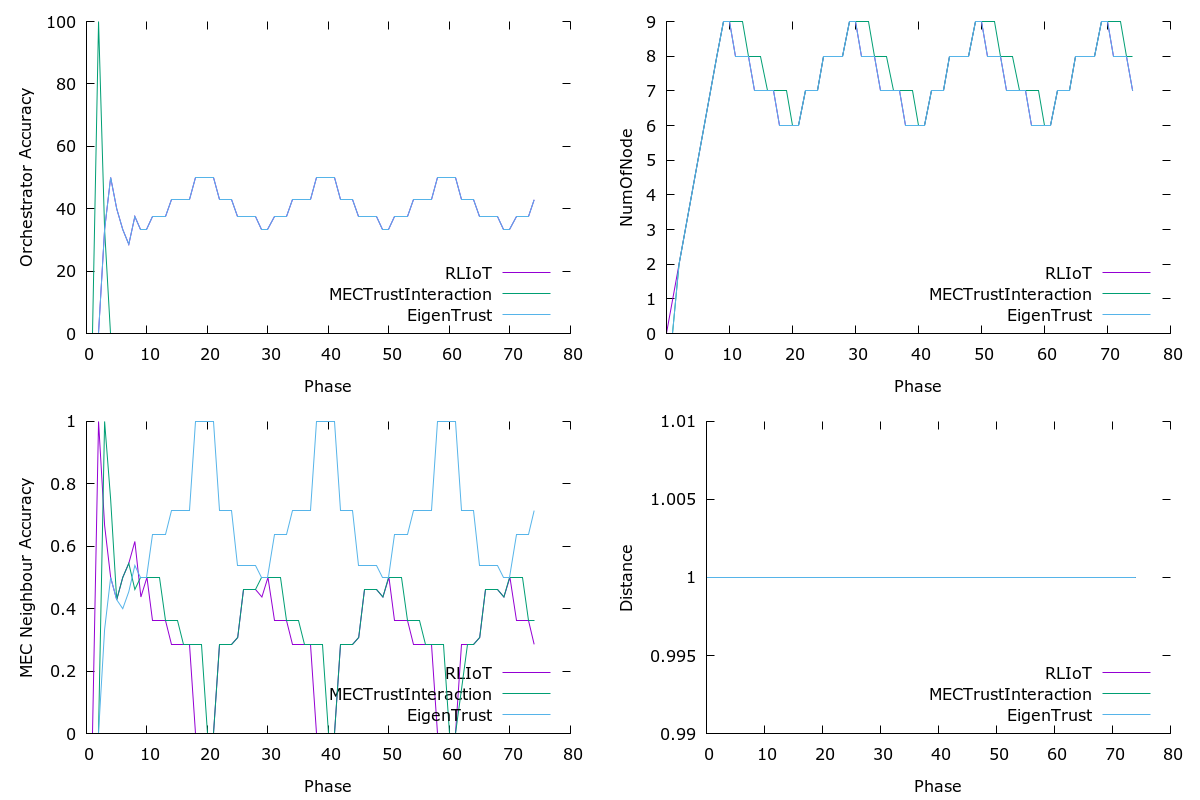 100
80
60
40
20
0
Orchestrator Accuracy
RLIoT
MECTrustInteraction
EigenTrust
0 10 20 30 40 50 60 70 80
Phase
9
8
7
6
5
4
3
2
1
0
NumOfNode
RLIoT
MECTrustInteraction
EigenTrust
0 10 20 30 40 50 60 70 80
Phase
1
0.8
0.6
0.4
0.2
0
MEC Neighbour Accuracy
RLIoT
MECTrustInteraction
EigenTrust
0 10 20 30 40 50 60 70 80
Phase
1.01
1.005
1
0.995
0.99
Distance
RLIoT
MECTrustInteraction
EigenTrust
0 10 20 30 40 50 60 70 80
Phase